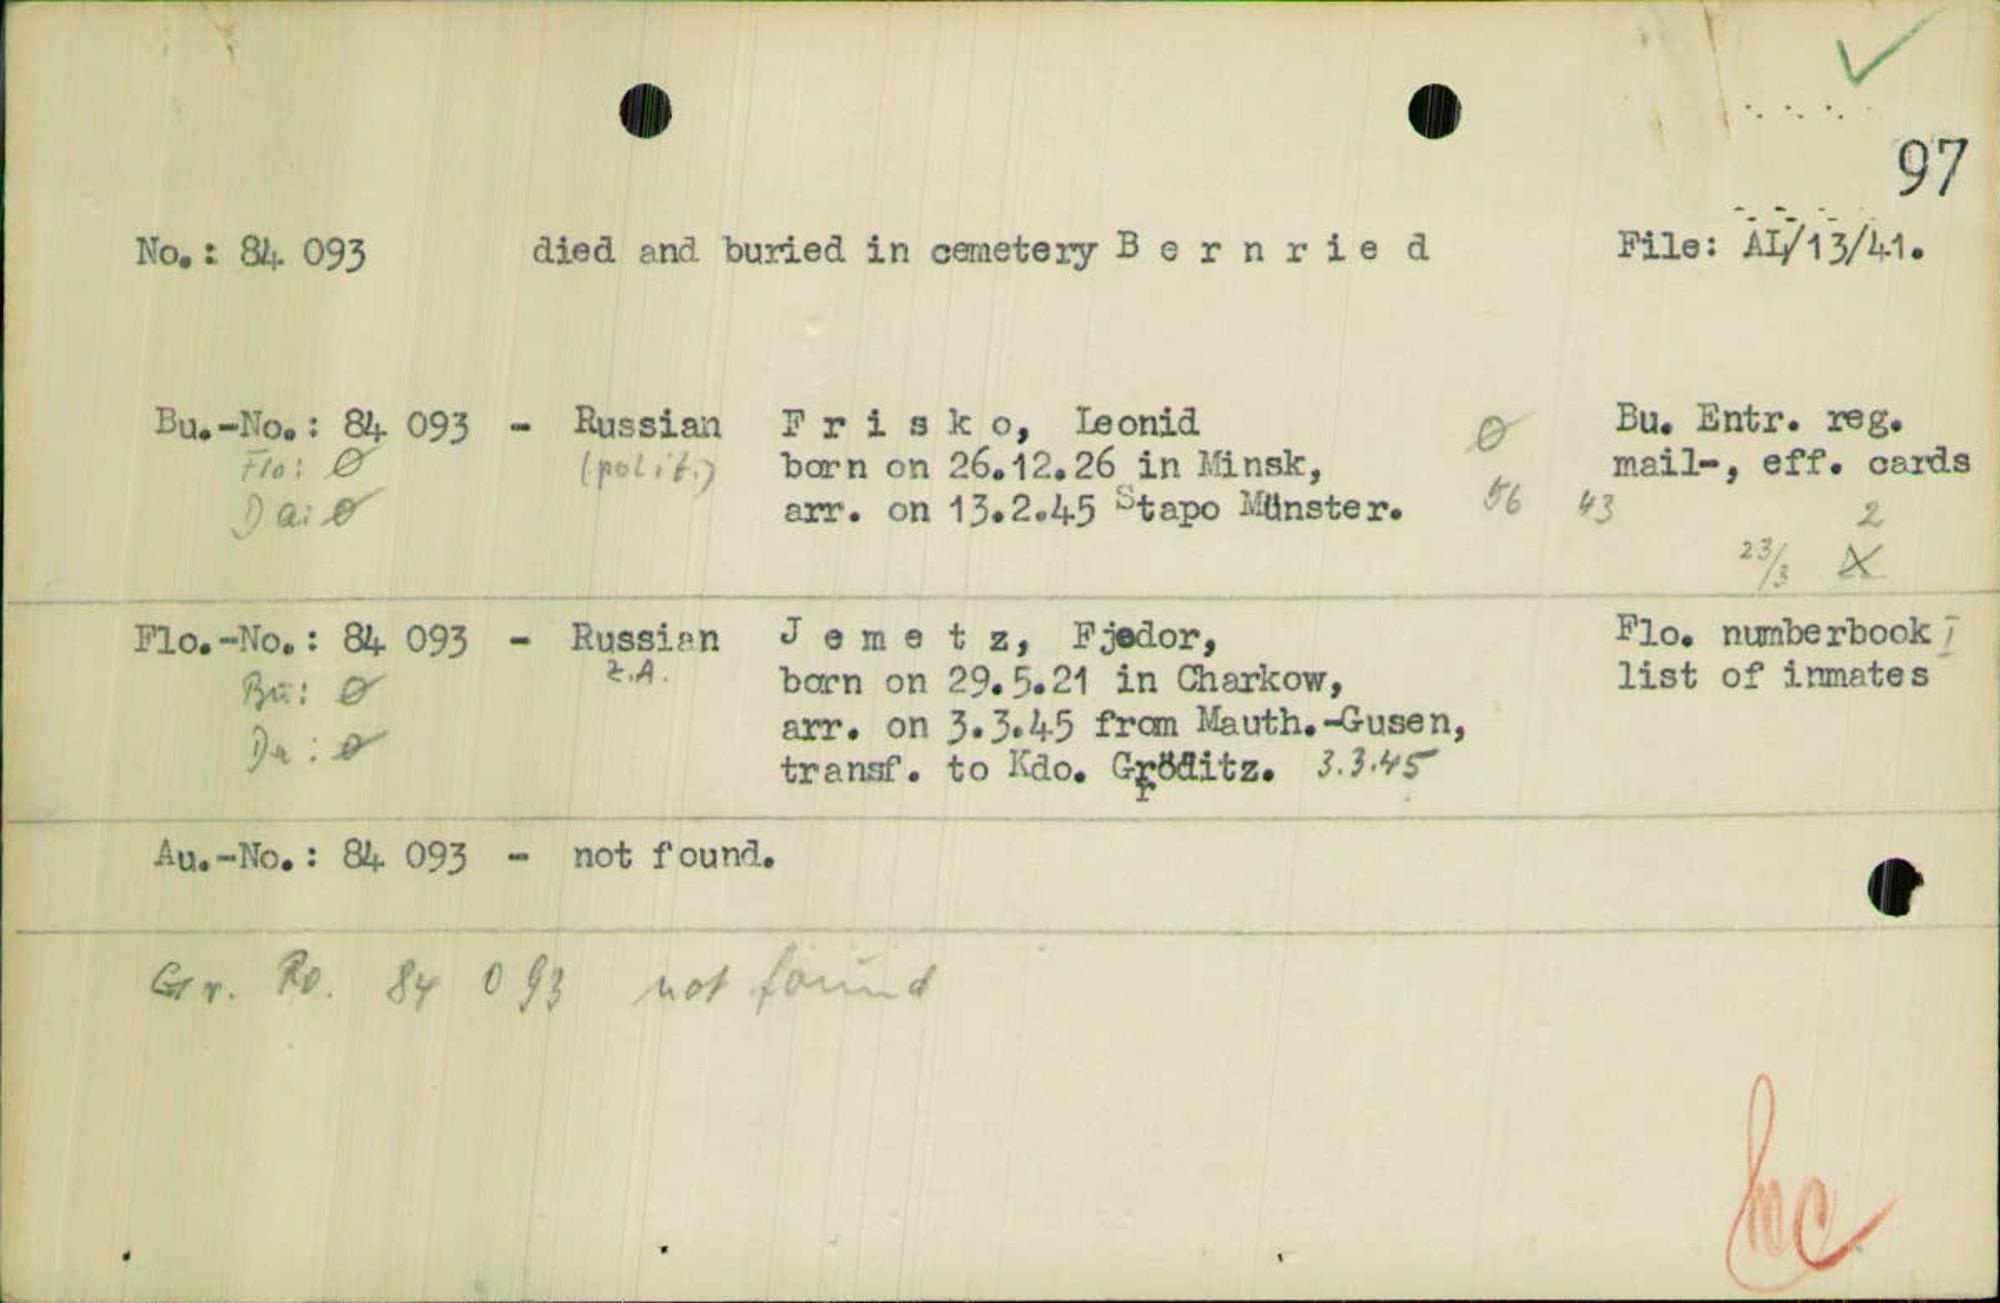 97
No.: 84 093 died and buried in cemetery B e r n r i e d File: AL/13/41.
Bu.-No.: 84 093 - Russian F r i s k o, Leonid Ø Bu. Entr. reg.
Flo: Ø (polit.) born on 26.12.26 in Minsk, mail-, eff. cards
Da: Ø arr. on 13.2.45 Stapo Münster. 56 43 2
23/3 X
Flo.-No.: 84 093 - Russian J e m e t z, Fjedor, Flo. numberbook I
Bu: Ø z.A. born on 29.5.21 in Charkow, list of inmates
Da: Ø arr. on 3.3.45 from Mauth.-Gusen,
transf. to Kdo. Gröditz. 3.3.45
r
Au.-No.: 84 093 - not found.
Gr. Ro. 84 093 not found